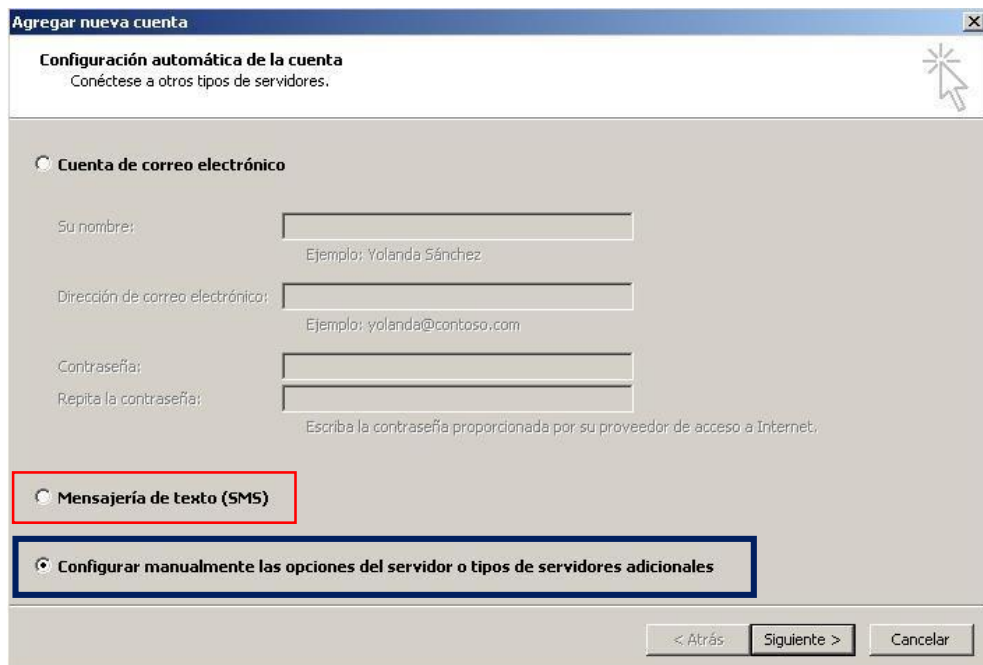 Agregar nueva cuenta
Configuración automática de la cuenta
Conéctese a otros tipos de servidores.
Cuenta de correo electrónico
Su nombre:
Ejemplo: Yolanda Sánchez
Dirección de correo electrónico:
Ejemplo: yolanda@contoso.com
Contraseña:
Repita la contraseña:
Escriba la contraseña proporcionada por su proveedor de acceso a Internet.
Mensajería de texto (SMS)
Configurar manualmente las opciones del servidor o tipos de servidores adicionales
< Atrás Siguiente > Cancelar